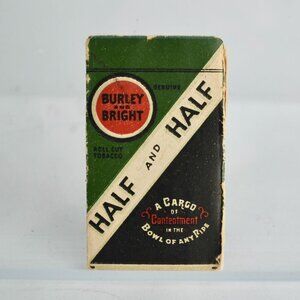 BURLEY
AND
BRIGHT
GENUINE
ROLL CUT
TOBACCO
HALF AND HALF
A CARGO
OF
Contentment
IN THE
BOWL OF ANY PIPE